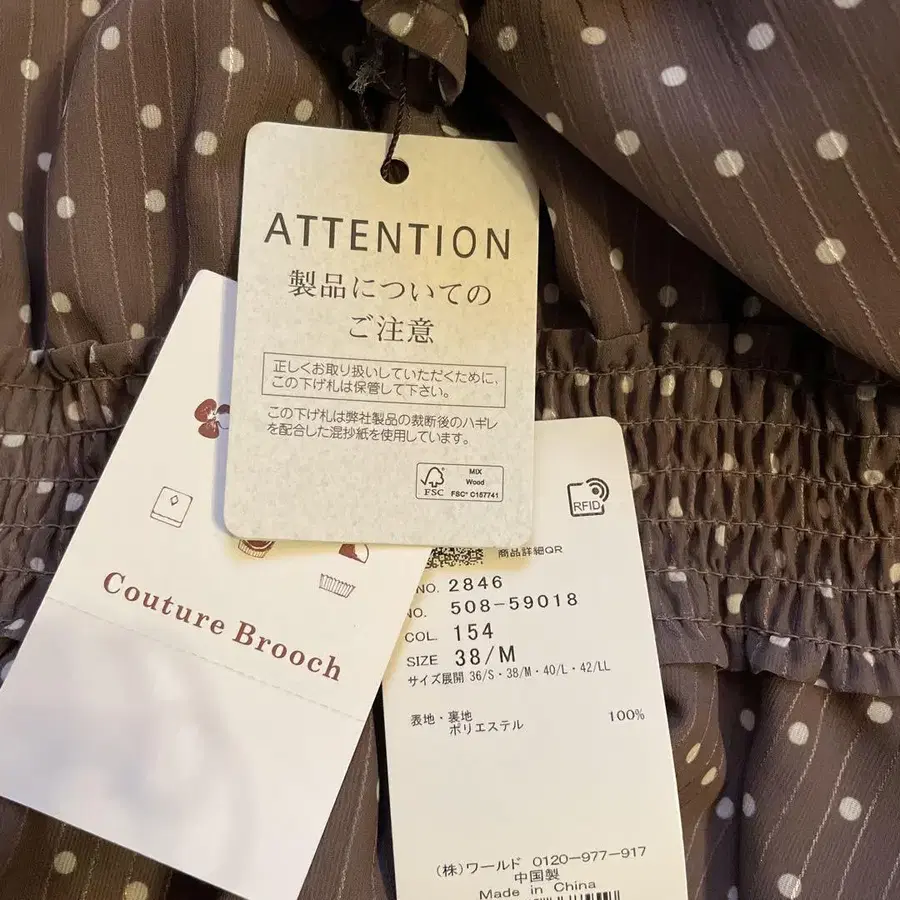 ATTENTION
製品についての
ご注意
正しくお取り扱いしていただくために、
この下げ札は保管して下さい。
この下げ札は弊社製品の裁断後のハギレ
を配合した混抄紙を使用しています。
FSC
MIX
Wood
FSC® C157741
Couture Brooch
RFID
商品詳細QR
NO. 2846
NO. 508-59018
COL. 154
SIZE 38/M
サイズ展開 36/S・38/M・40/L・42/LL
表地・裏地
ポリエステル 100%
(株)ワールド 0120-977-917
中国製
Made in China